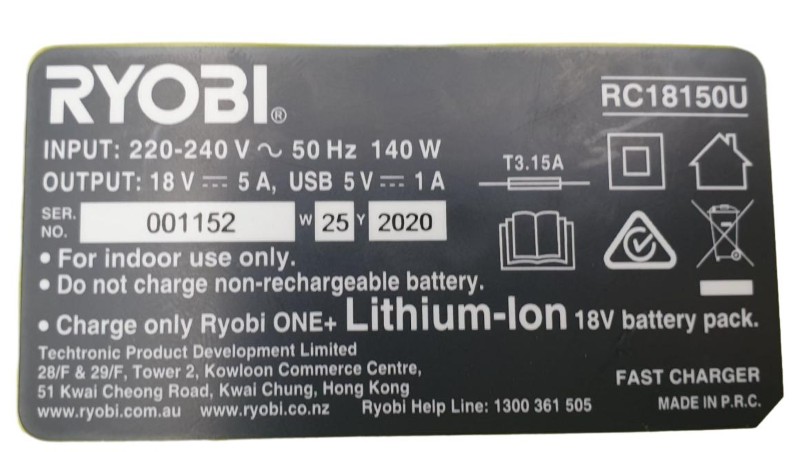 RYOBI®
RC18150U
INPUT: 220-240 V ~ 50 Hz 140 W
OUTPUT: 18 V ⎓ 5 A, USB 5 V ⎓ 1 A
T3.15A
SER. NO. 001152 W 25 Y 2020
• For indoor use only.
• Do not charge non-rechargeable battery.
• Charge only Ryobi ONE+ Lithium-Ion 18V battery pack.
Techtronic Product Development Limited
28/F & 29/F, Tower 2, Kowloon Commerce Centre,
51 Kwai Cheong Road, Kwai Chung, Hong Kong
www.ryobi.com.au www.ryobi.co.nz Ryobi Help Line: 1300 361 505
FAST CHARGER
MADE IN P.R.C.